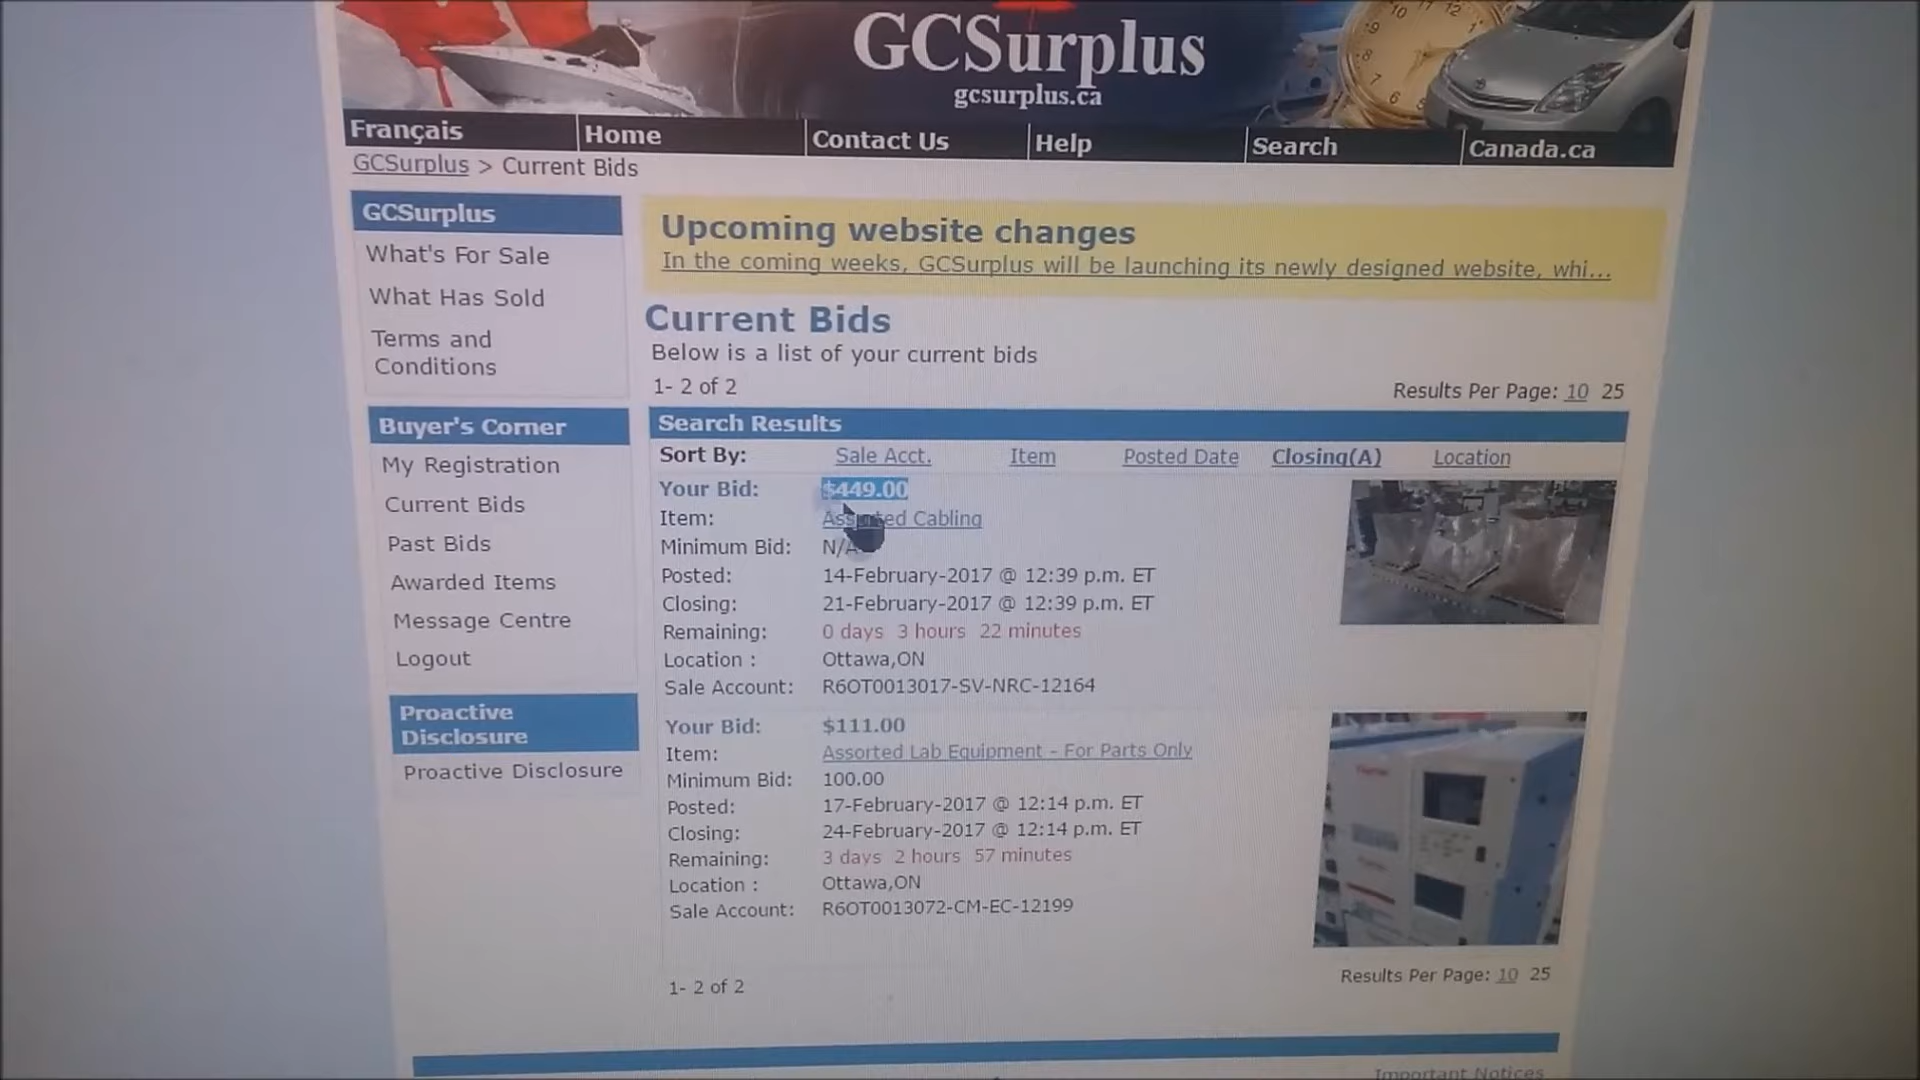 GCSurplus
gcsurplus.ca
Français
Home
Contact Us
Help
Search
Canada.ca
GCSurplus > Current Bids
GCSurplus
What's For Sale
What Has Sold
Terms and
Conditions
Buyer's Corner
My Registration
Current Bids
Past Bids
Awarded Items
Message Centre
Logout
Proactive
Disclosure
Proactive Disclosure
Upcoming website changes
In the coming weeks, GCSurplus will be launching its newly designed website, whi...
Current Bids
Below is a list of your current bids
1- 2 of 2
Results Per Page: 10 25
Search Results
Sort By: Sale Acct. Item Posted Date Closing(A) Location
Your Bid: $449.00
Item: Assorted Cabling
Minimum Bid: N/A
Posted: 14-February-2017 @ 12:39 p.m. ET
Closing: 21-February-2017 @ 12:39 p.m. ET
Remaining: 0 days 3 hours 22 minutes
Location : Ottawa,ON
Sale Account: R6OT0013017-SV-NRC-12164
Your Bid: $111.00
Item: Assorted Lab Equipment - For Parts Only
Minimum Bid: 100.00
Posted: 17-February-2017 @ 12:14 p.m. ET
Closing: 24-February-2017 @ 12:14 p.m. ET
Remaining: 3 days 2 hours 57 minutes
Location : Ottawa,ON
Sale Account: R6OT0013072-CM-EC-12199
1- 2 of 2
Results Per Page: 10 25
Important Notices